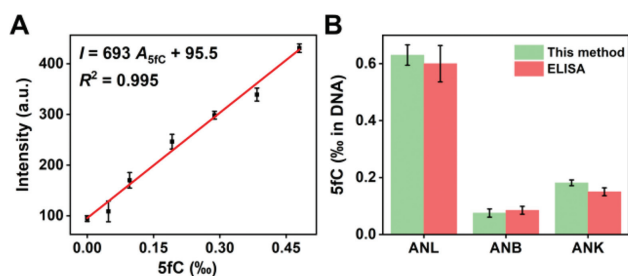 A
I = 693 A5fC + 95.5
R² = 0.995
Intensity (a.u.)
400
300
200
100
0.00 0.15 0.30 0.45
5fC (‰)
B
This method
ELISA
5fC (‰ in DNA)
0.6
0.4
0.2
0.0
ANL ANB ANK